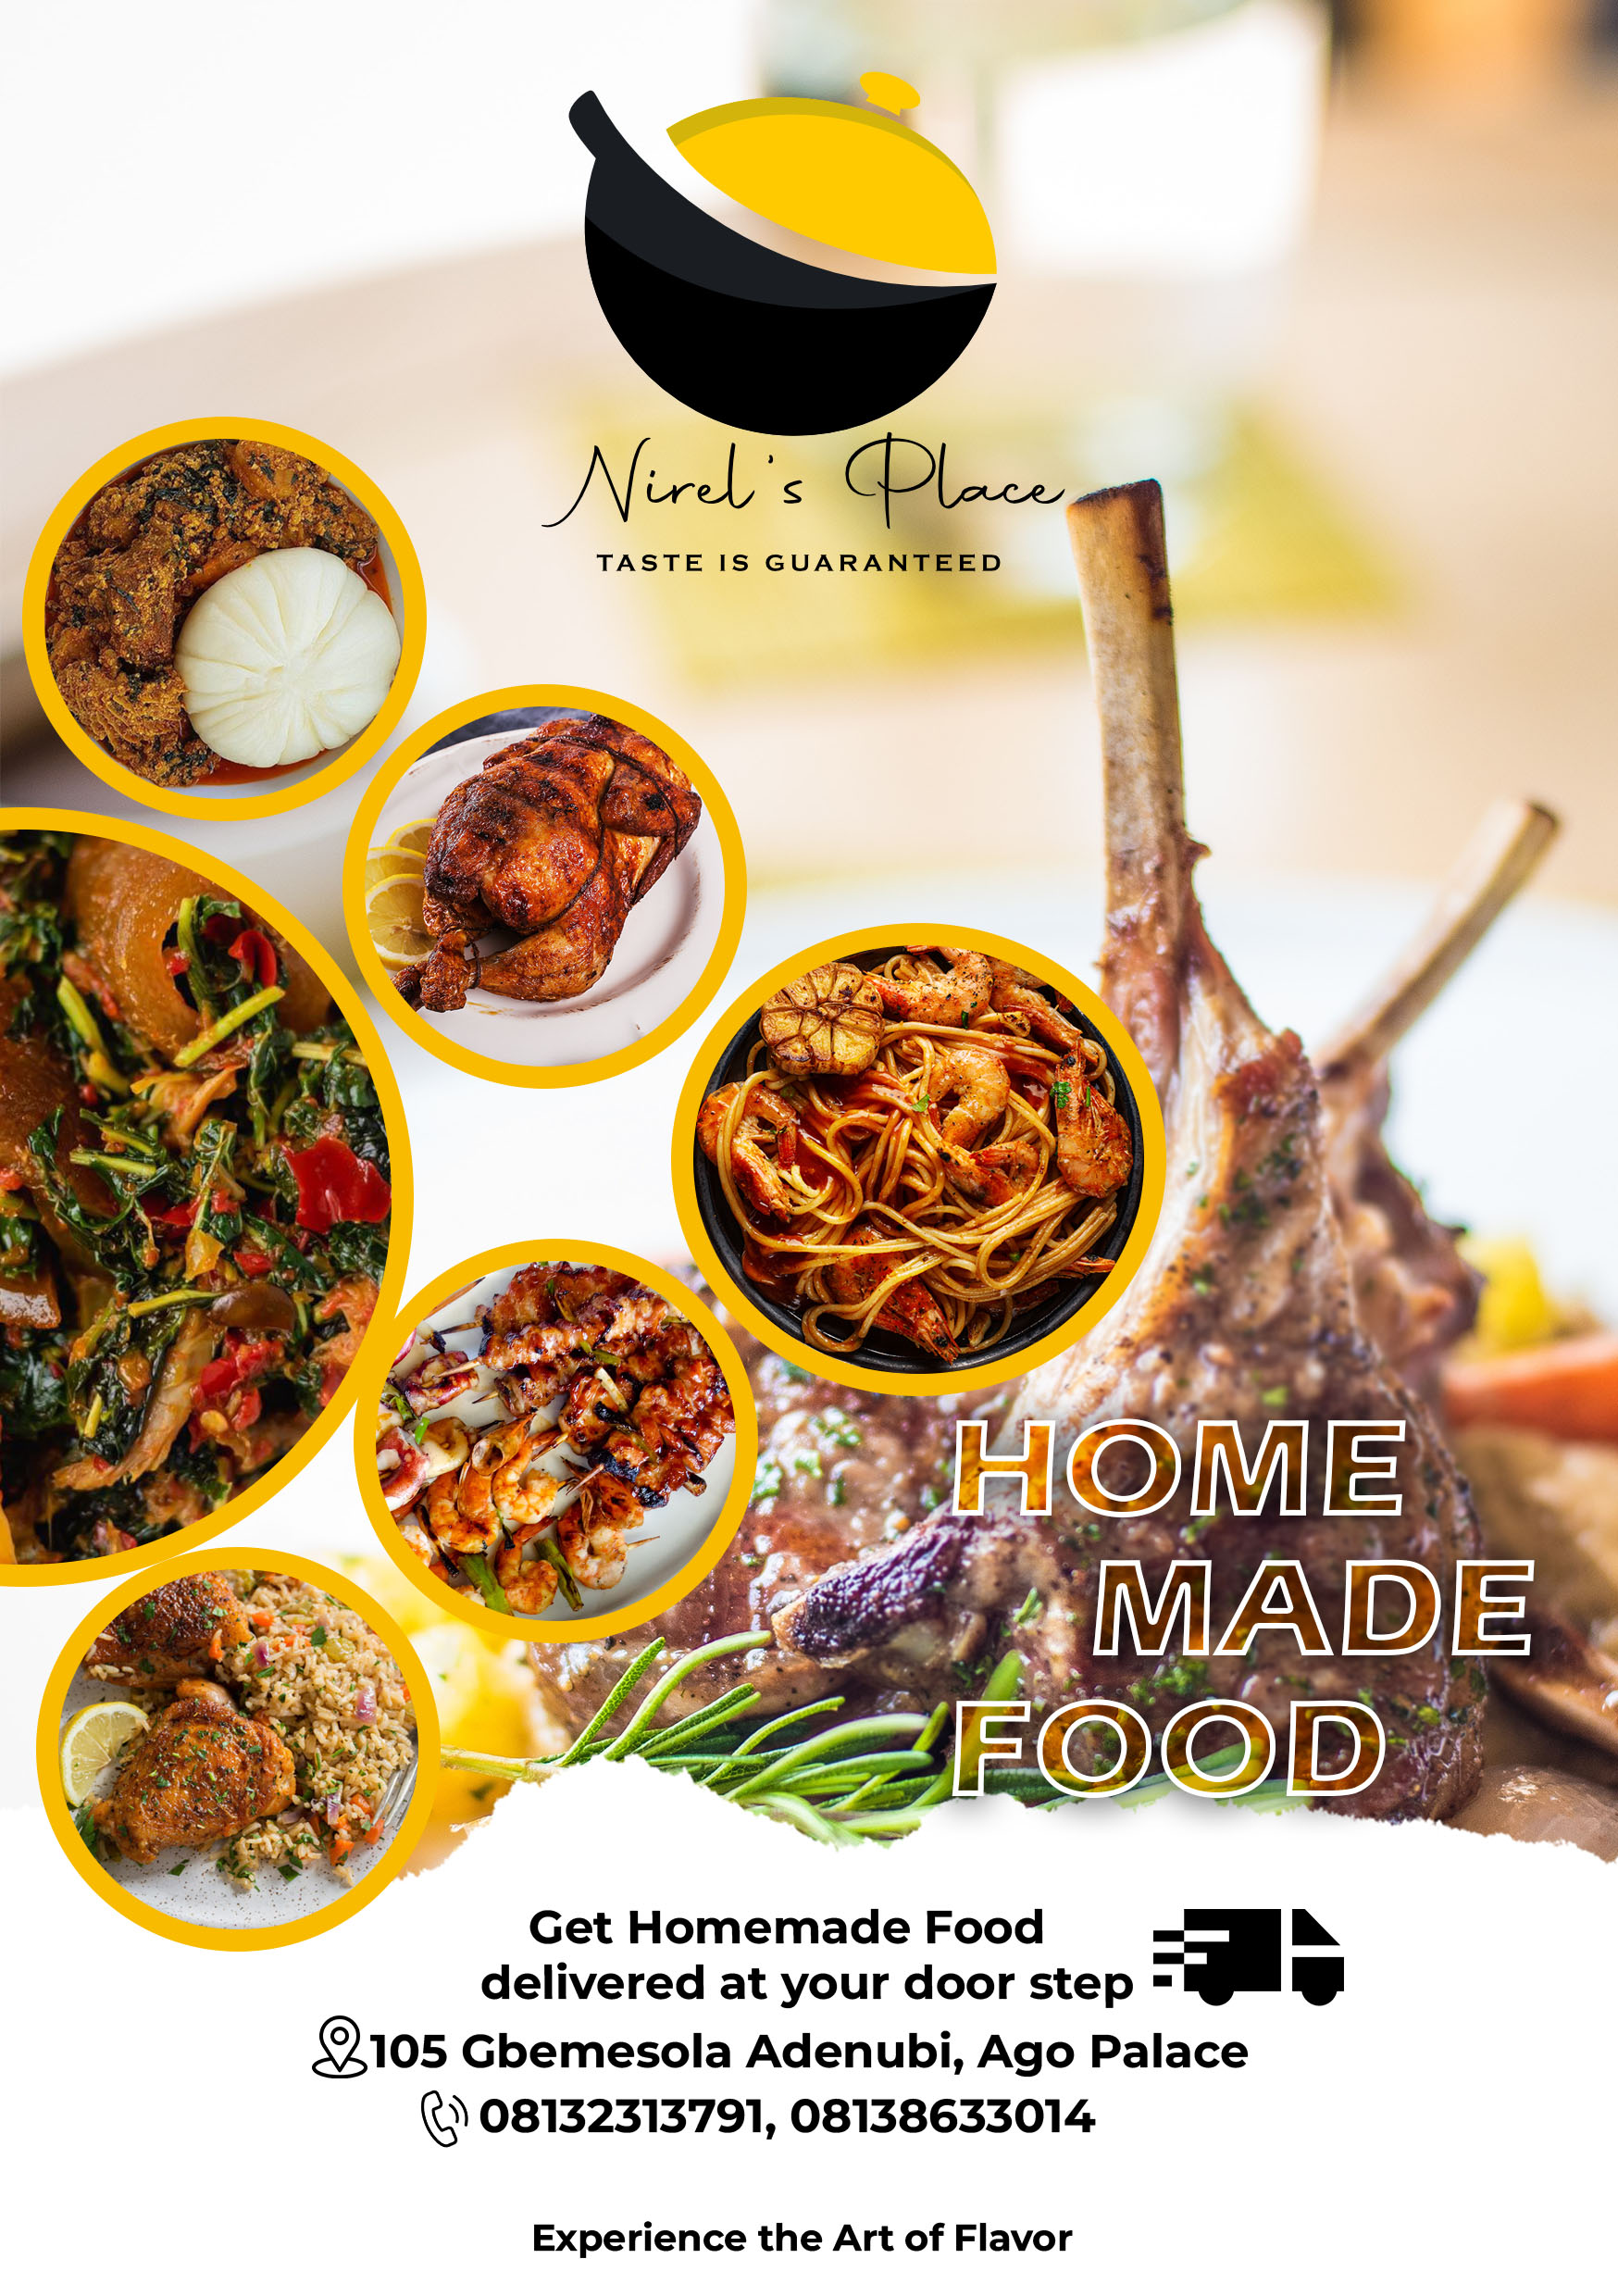 Nirel's Place
TASTE IS GUARANTEED
HOME
MADE
FOOD
Get Homemade Food
delivered at your door step
105 Gbemesola Adenubi, Ago Palace
08132313791, 08138633014
Experience the Art of Flavor